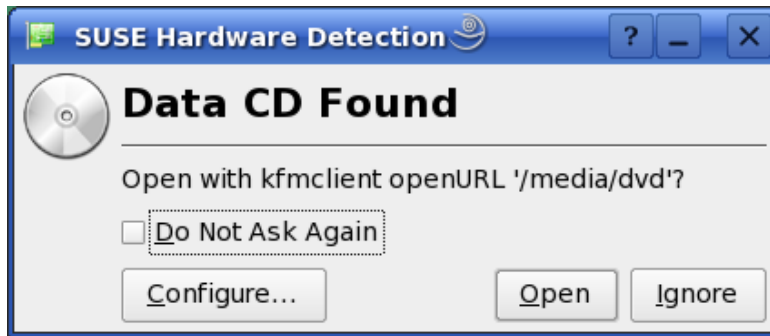 SUSE Hardware Detection
?
Data CD Found
Open with kfmclient openURL '/media/dvd'?
Do Not Ask Again
Configure... Open Ignore